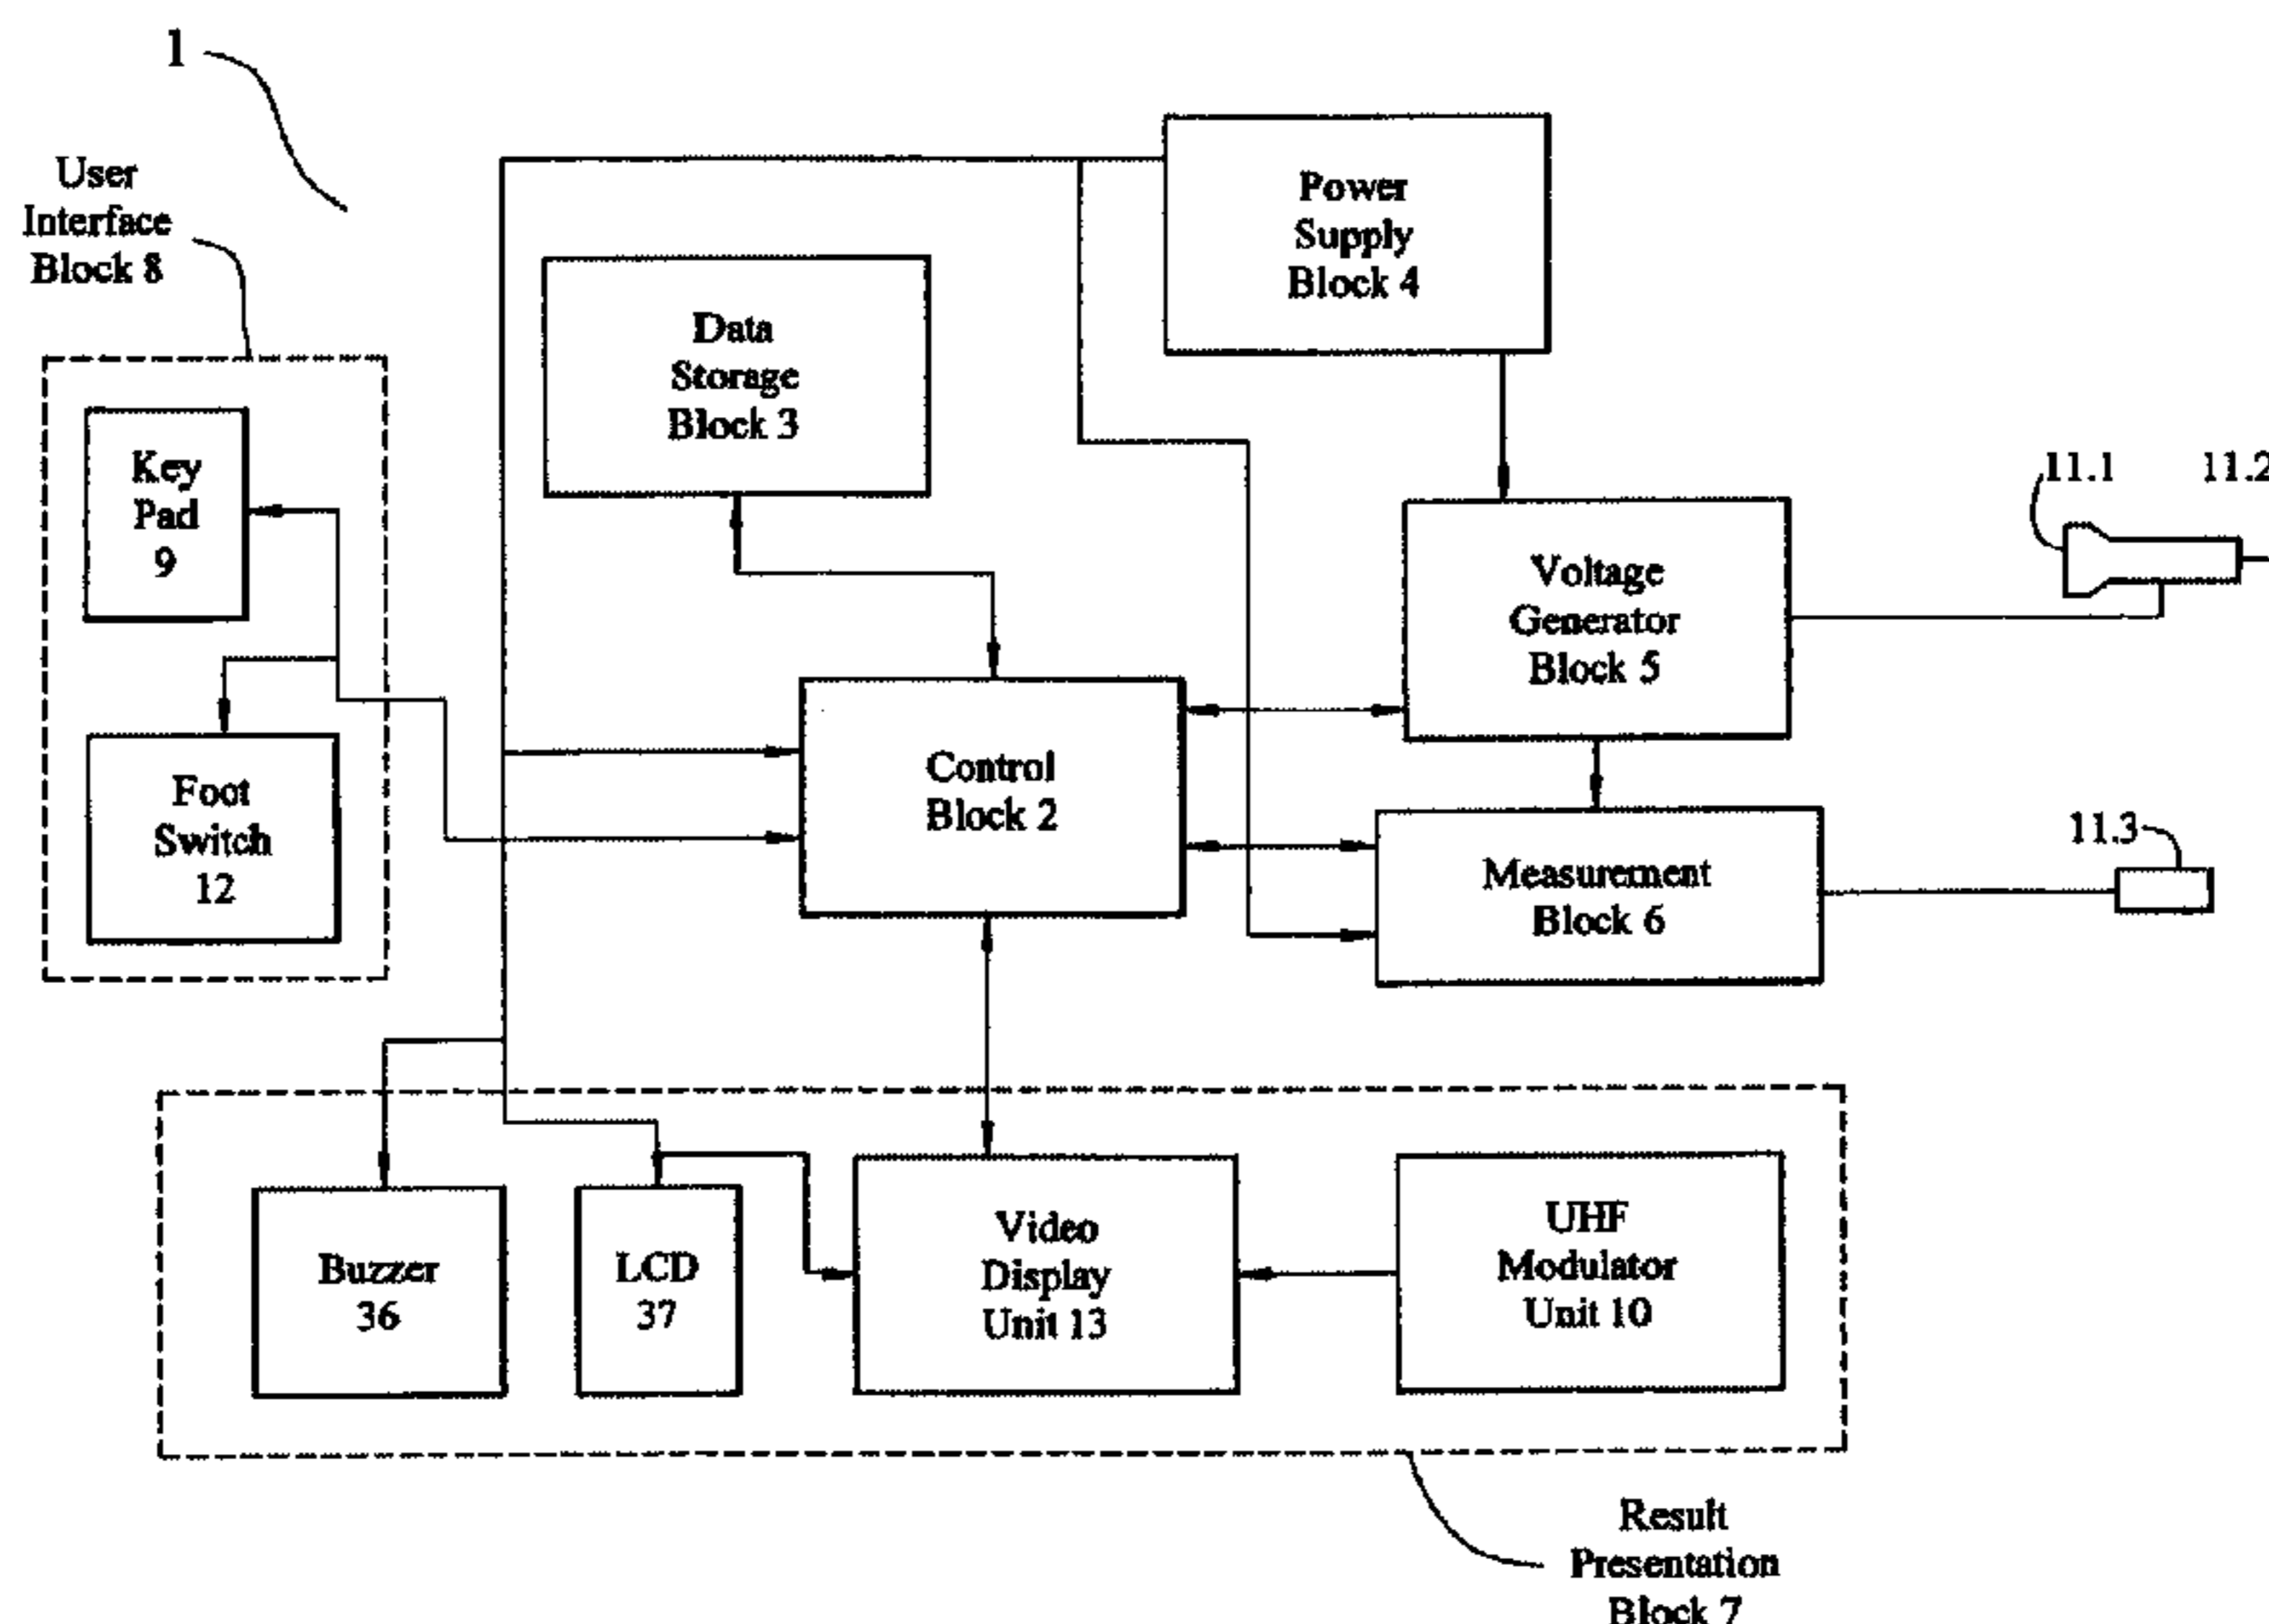 1
User
Interface
Block 8
Power
Supply
Block 4
Data
Storage
Block 3
Key
Pad
9
11.1
11.2
Voltage
Generator
Block 5
Foot
Switch
12
Control
Block 2
11.3
Measurement
Block 6
Buzzer
36
LCD
37
Video
Display
Unit 13
UHF
Modulator
Unit 10
Result
Presentation
Block 7